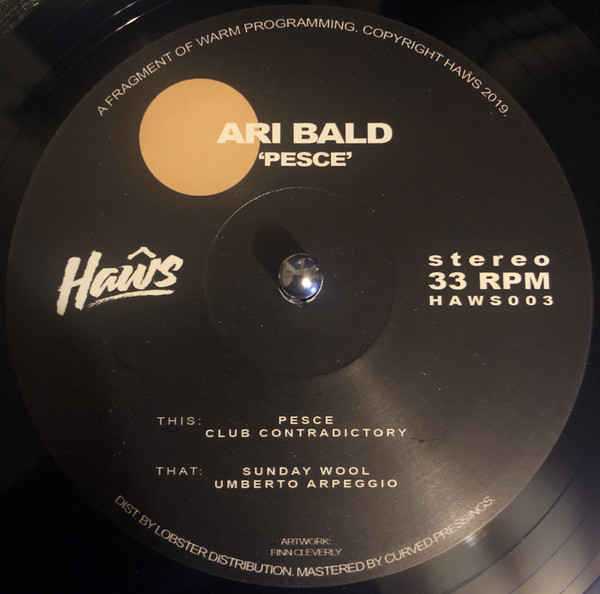 A FRAGMENT OF WARM PROGRAMMING. COPYRIGHT HAŴS 2019.
ARI BALD
‘PESCE’
Haŵs
stereo
33 RPM
HAWS003
THIS: PESCE
CLUB CONTRADICTORY
THAT: SUNDAY WOOL
UMBERTO ARPEGGIO
ARTWORK:
FINN CLEVERLY
DIST. BY LOBSTER DISTRIBUTION. MASTERED BY CURVED PRESSINGS.